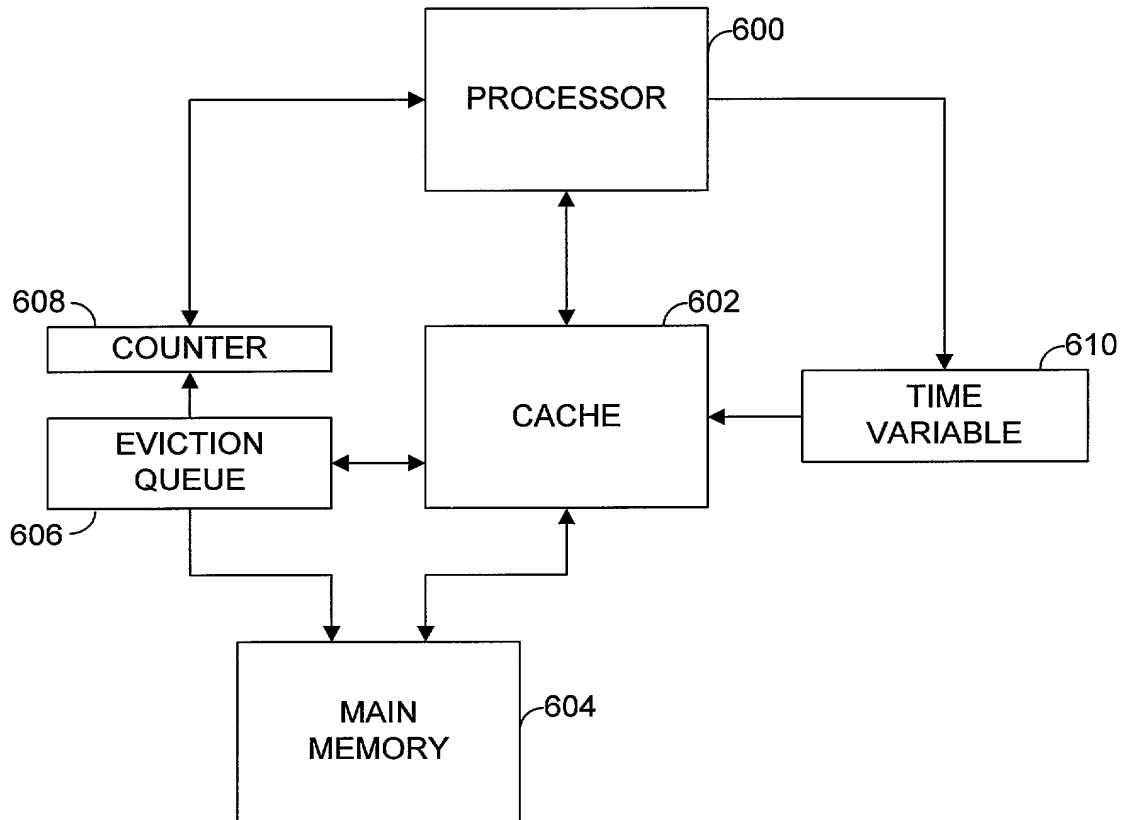 600
PROCESSOR
608
COUNTER
602
CACHE
610
TIME
VARIABLE
EVICTION
QUEUE
606
MAIN
MEMORY
604